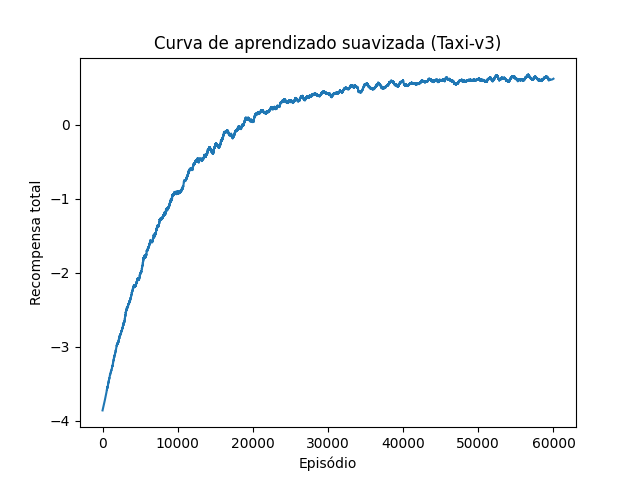 Curva de aprendizado suavizada (Taxi-v3)
Recompensa total
0
−1
−2
−3
−4
0 10000 20000 30000 40000 50000 60000
Episódio